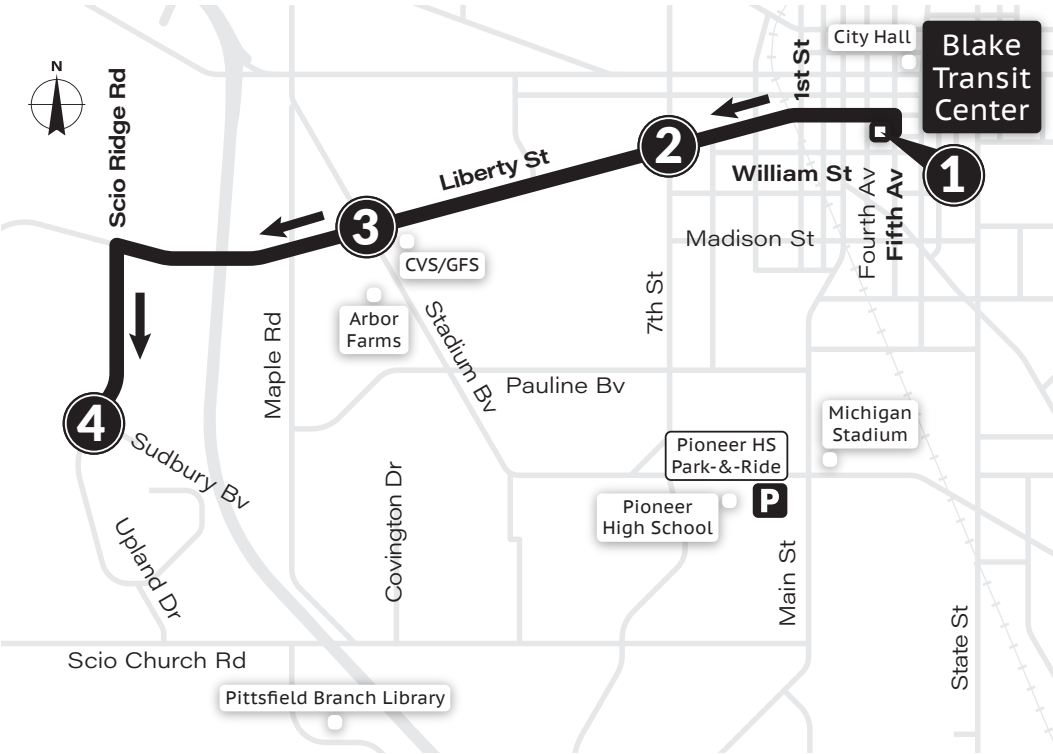 N
Scio Ridge Rd
1st St
City Hall
Blake
Transit
Center
2
Liberty St
William St
1
3
Fourth Av
Fifth Av
Madison St
CVS/GFS
Arbor
Farms
Stadium Bv
7th St
Maple Rd
Pauline Bv
4
Sudbury Bv
Michigan
Stadium
Pioneer HS
Park-&-Ride
P
Pioneer
High School
Covington Dr
Upland Dr
Main St
State St
Scio Church Rd
Pittsfield Branch Library